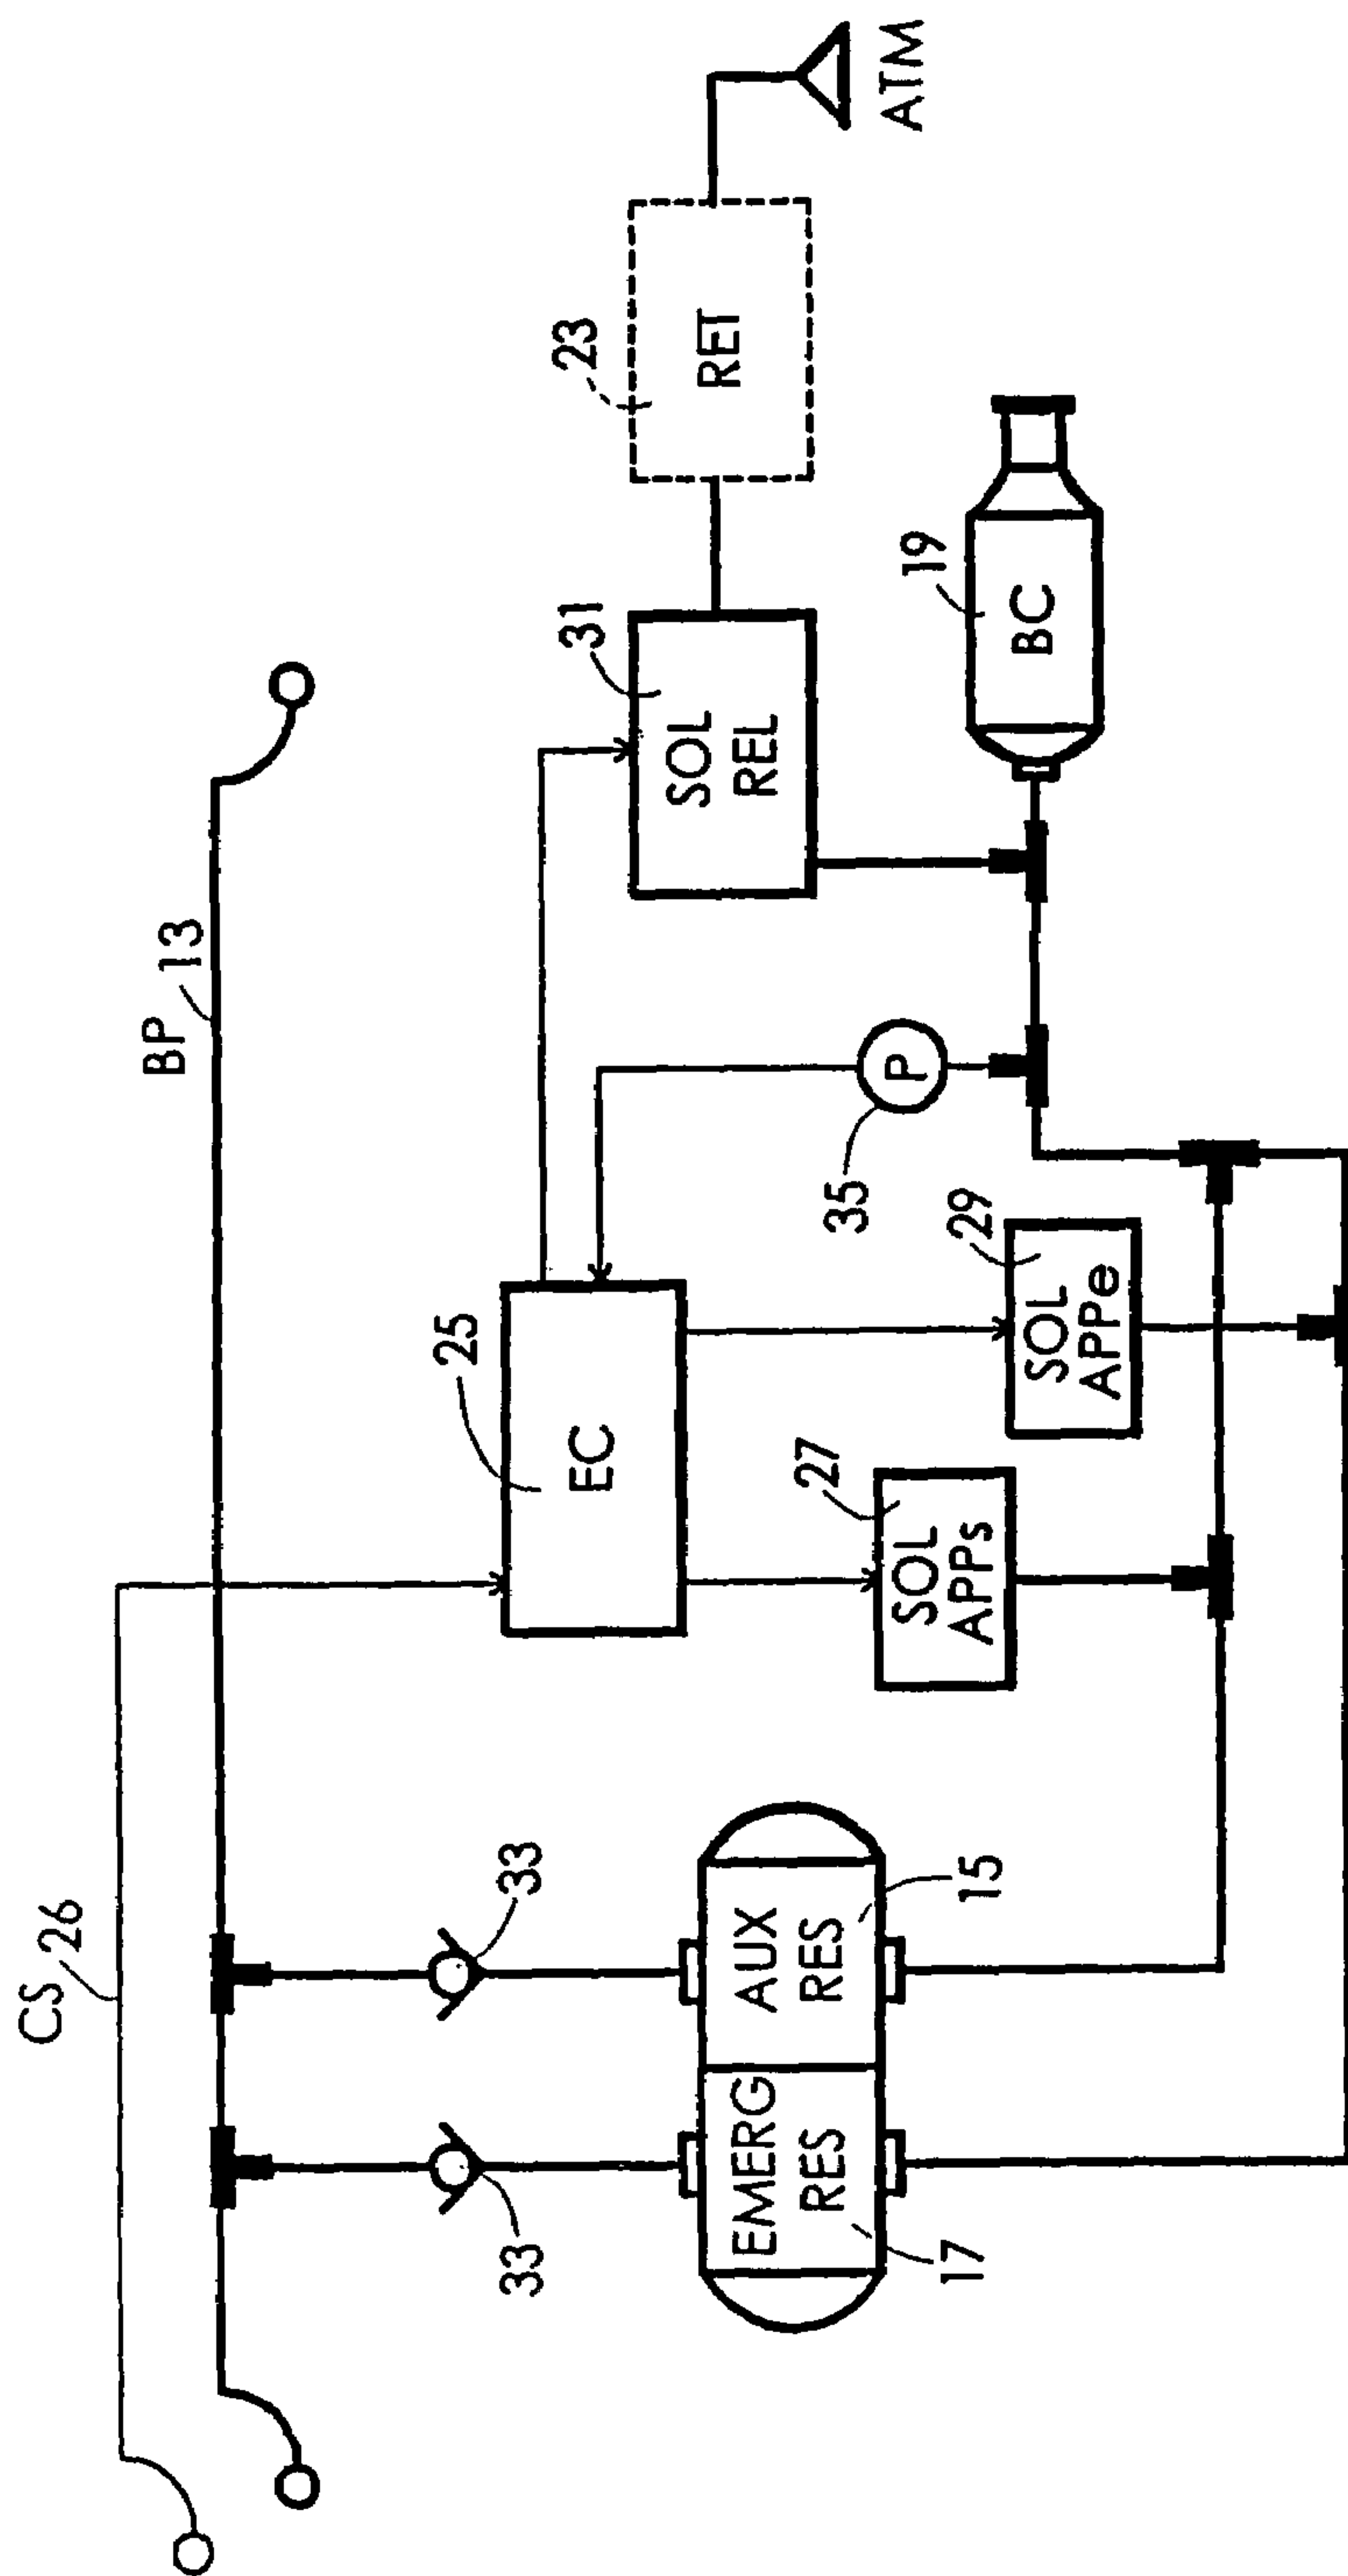 CS 26
BP 13
33
33
EMERG
RES
17
AUX
RES
15
25
EC
27
SOL
APPs
29
SOL
APPe
35
P
31
SOL
REL
23
RET
ATM
19
BC